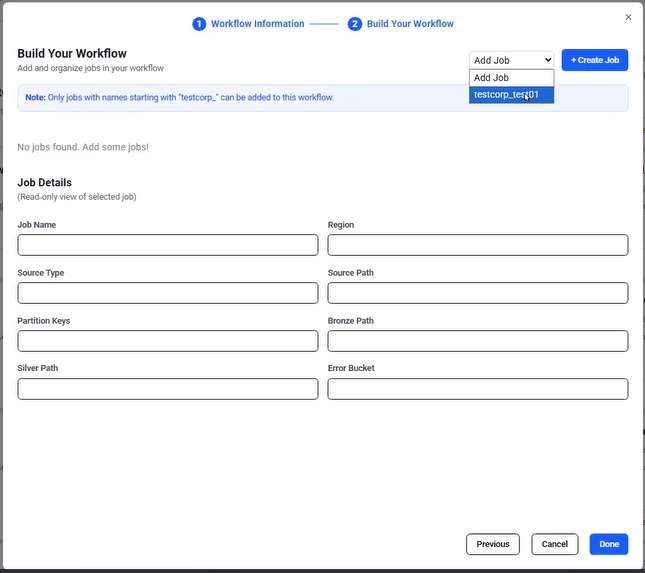 1 Workflow Information 2 Build Your Workflow
×
Build Your Workflow
Add and organize jobs in your workflow
Add Job
+ Create Job
Add Job
testcorp_test01
Note: Only jobs with names starting with "testcorp_" can be added to this workflow.
No jobs found. Add some jobs!
Job Details
(Read-only view of selected job)
Job Name Region
Source Type Source Path
Partition Keys Bronze Path
Silver Path Error Bucket
Previous Cancel Done